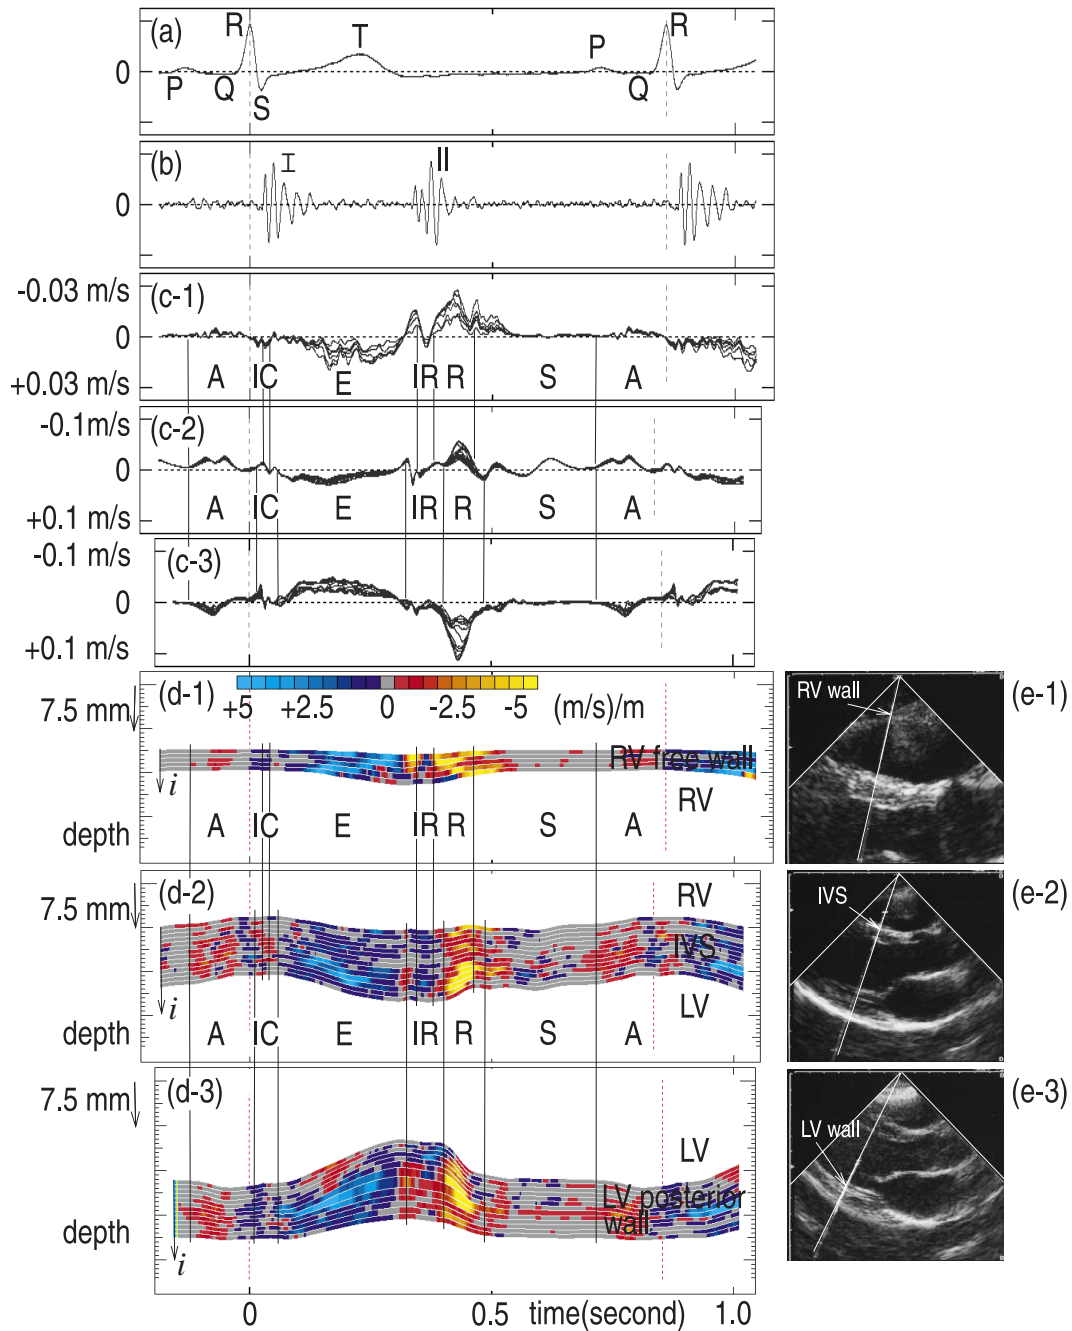 (a)
R
T
P
R
0
P
Q
S
Q
(b)
I
II
0
-0.03 m/s
(c-1)
0
+0.03 m/s
A IC E IR R S A
-0.1m/s
(c-2)
0
+0.1 m/s
A IC E IR R S A
-0.1 m/s
(c-3)
0
+0.1 m/s
(d-1)
+5 +2.5 0 -2.5 -5 (m/s)/m
7.5 mm
RV free wall
i
RV
depth
A IC E IR R S A
RV wall
(e-1)
(d-2)
7.5 mm
RV
IVS
i
LV
depth
A IC E IR R S A
IVS
(e-2)
(d-3)
7.5 mm
LV
LV posterior
wall
depth
i
LV wall
(e-3)
0 0.5 time(second) 1.0